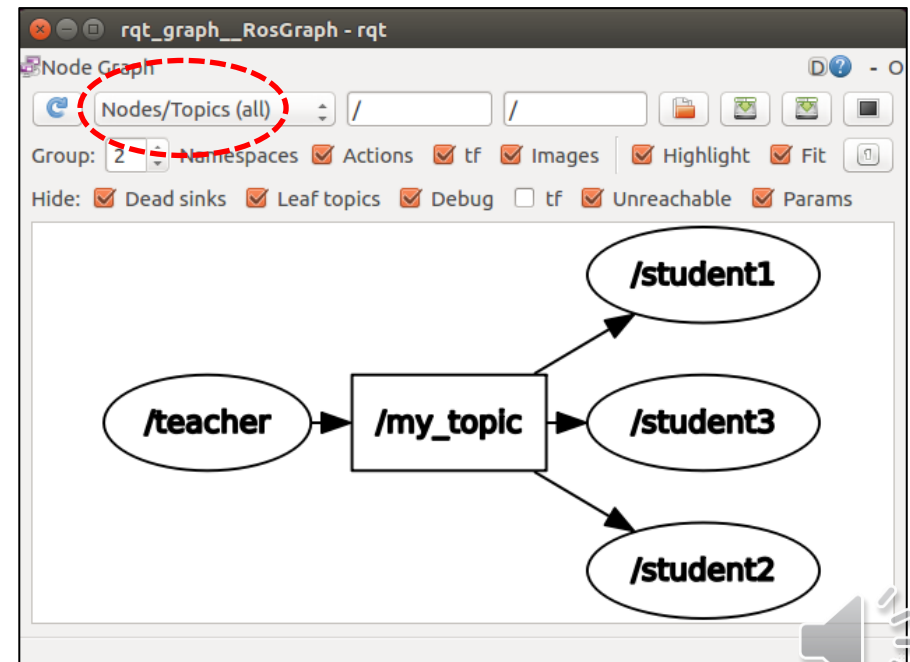 rqt_graph__RosGraph - rqt
Node Graph D? - O
Nodes/Topics (all) / /
Group: 2 Namespaces Actions tf Images Highlight Fit
Hide: Dead sinks Leaf topics Debug tf Unreachable Params
/student1
/teacher /my_topic /student3
/student2